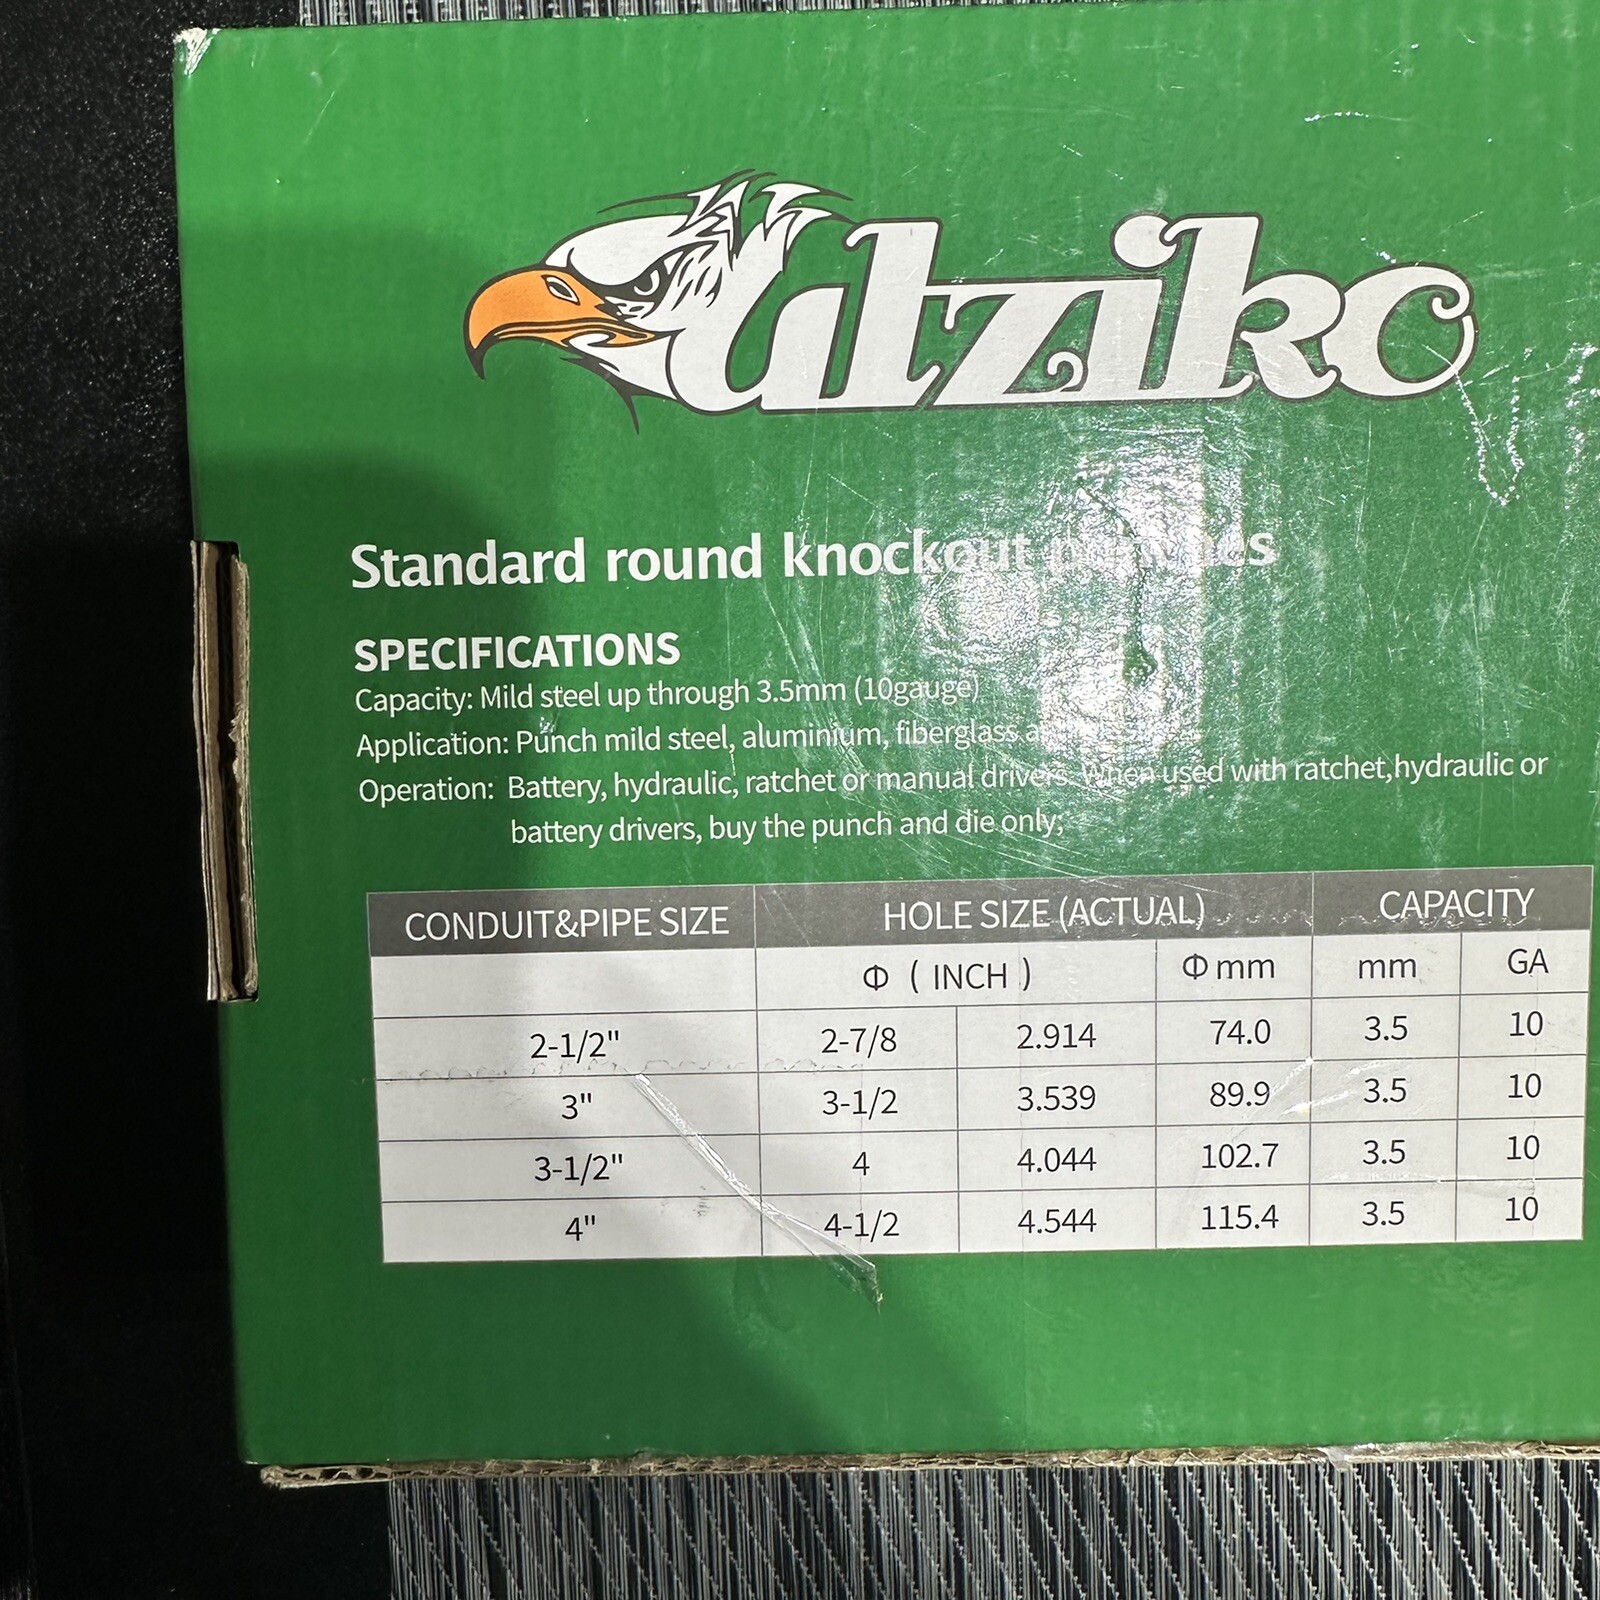 utziko
Standard round knockout punches
SPECIFICATIONS
Capacity: Mild steel up through 3.5mm (10gauge)
Application: Punch mild steel, aluminium, fiberglass
Operation: Battery, hydraulic, ratchet or manual drivers. When used with ratchet,hydraulic or
battery drivers, buy the punch and die only;
CONDUIT&PIPE SIZE HOLE SIZE (ACTUAL) CAPACITY
Φ ( INCH ) Φ mm mm GA
2-1/2" 2-7/8 2.914 74.0 3.5 10
3" 3-1/2 3.539 89.9 3.5 10
3-1/2" 4 4.044 102.7 3.5 10
4" 4-1/2 4.544 115.4 3.5 10